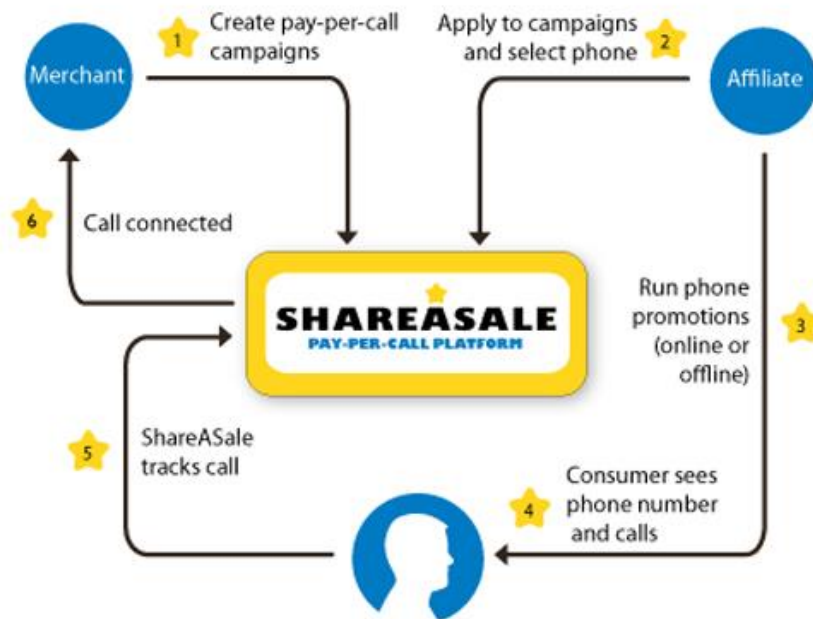 Merchant
1
Create pay-per-call
campaigns
Apply to campaigns
and select phone
2
Affiliate
6
Call connected
SHAREASALE
PAY-PER-CALL PLATFORM
Run phone
promotions
(online or
offline)
3
5
ShareASale
tracks call
4
Consumer sees
phone number
and calls